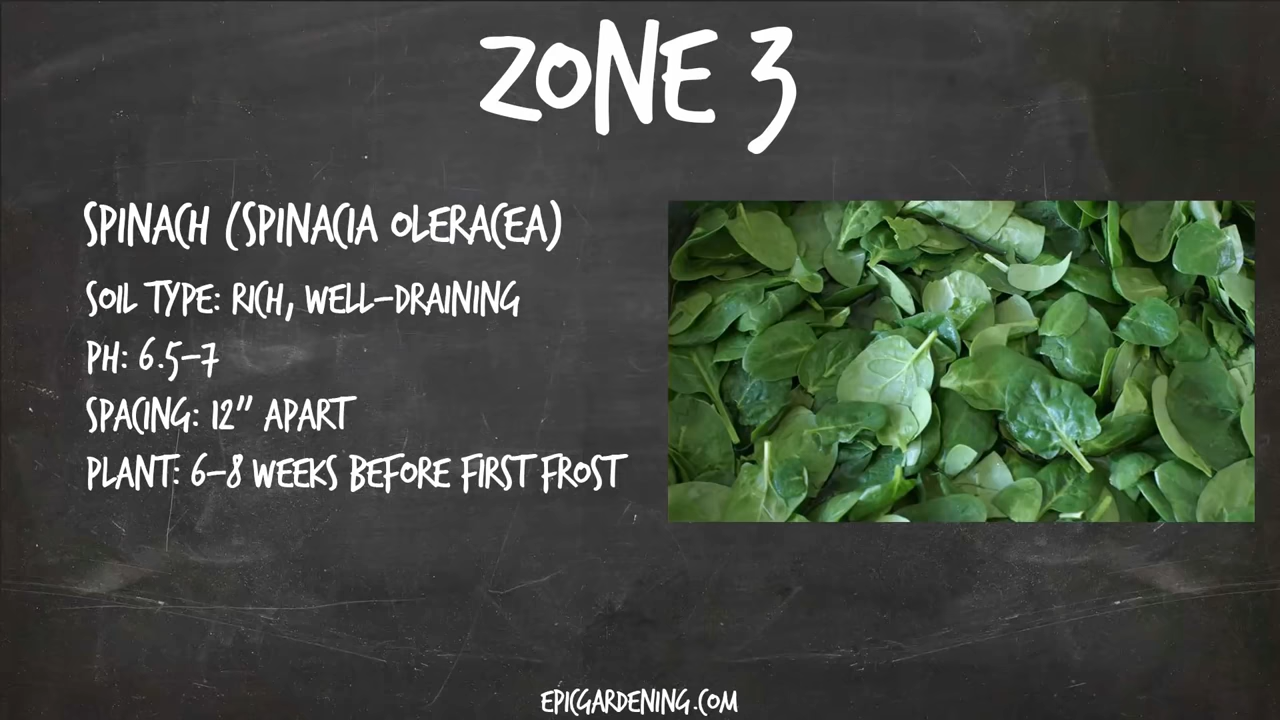 ZONE 3
SPINACH (SPINACIA OLERACEA)
SOIL TYPE: RICH, WELL-DRAINING
PH: 6.5-7
SPACING: 12" APART
PLANT: 6-8 WEEKS BEFORE FIRST FROST
EPICGARDENING.COM